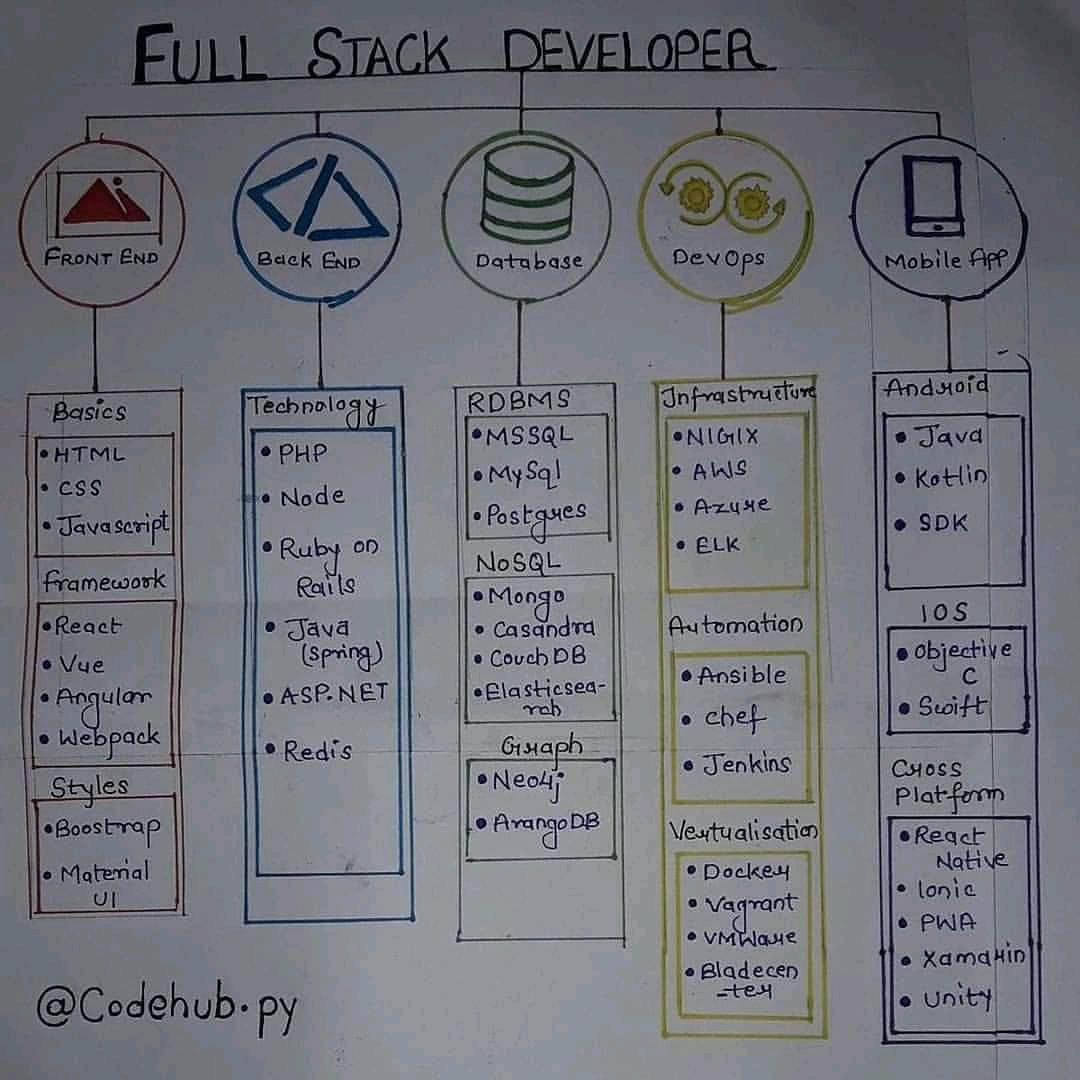 FULL STACK DEVELOPER
FRONT END
BACK END
Database
DevOps
MOBILE APP
Basics
• HTML
• CSS
• Javascript
framework
• React
• Vue
• Angular
• Webpack
Styles
• Boostrap
• Material
UI
Technology
• PHP
• Node
• Ruby on
Rails
• Java
(spring)
• ASP.NET
• Redis
RDBMS
• MSSQL
• MySql
• Postgres
NoSQL
• Mongo
• Casandra
• CouchDB
• Elasticsea-
rch
Graph
• Neo4j
• ArangoDB
Infrastructure
• NIGIX
• AWS
• Azure
• ELK
Automation
• Ansible
• chef
• Jenkins
Vertualisation
• Docker
• Vagrant
• VMWare
• Bladecen
-ter
Android
• Java
• Kotlin
• SDK
IOS
• Objective
C
• Swift
Cross
Platform
• React
Native
• Ionic
• PWA
• Xamarin
• Unity
@Codehub.py